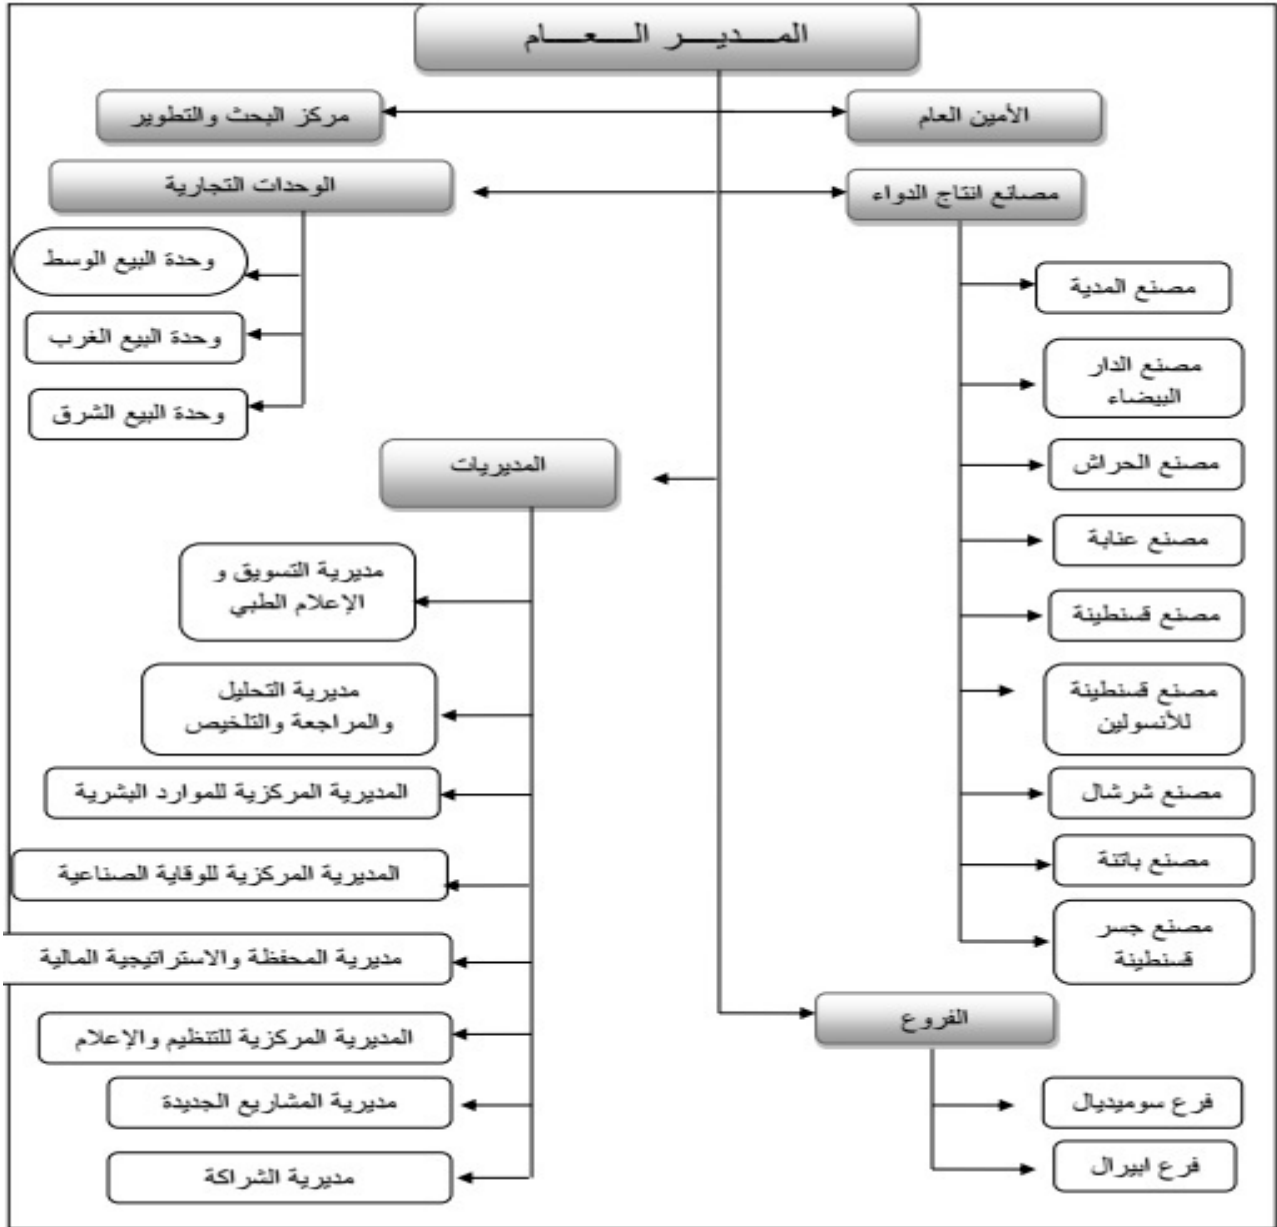 المـــديـــر الـــعـــام
الأمين العام
مركز البحث والتطوير
مصانع انتاج الدواء
الوحدات التجارية
مصنع المدية
مصنع الدار
البيضاء
مصنع الحراش
مصنع عنابة
مصنع قسنطينة
مصنع قسنطينة
للأنسولين
مصنع شرشال
مصنع باتنة
مصنع جسر
قسنطينة
وحدة البيع الوسط
وحدة البيع الغرب
وحدة البيع الشرق
المديريات
مديرية التسويق و
الإعلام الطبي
مديرية التحليل
والمراجعة والتلخيص
المديرية المركزية للموارد البشرية
المديرية المركزية للوقاية الصناعية
مديرية المحفظة والاستراتيجية المالية
المديرية المركزية للتنظيم والإعلام
مديرية المشاريع الجديدة
مديرية الشراكة
الفروع
فرع سوميديال
فرع ابيرال